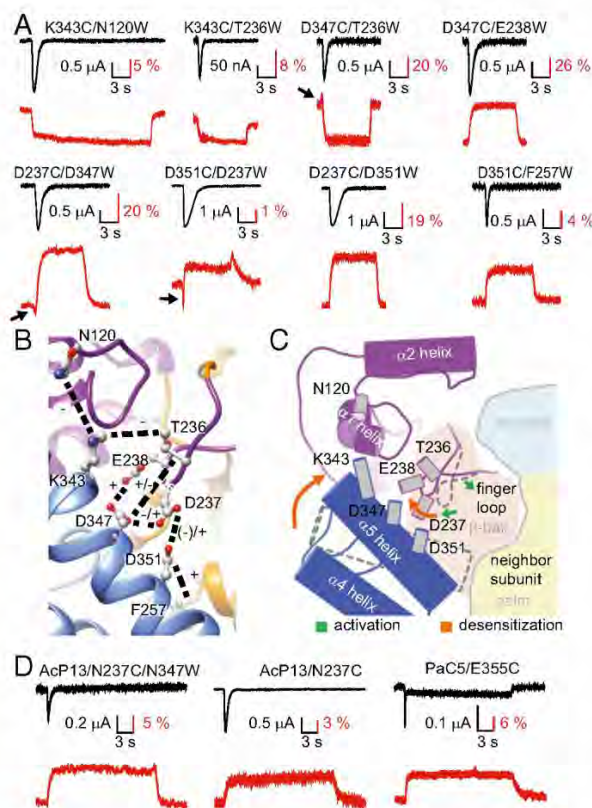 A
K343C/N120W K343C/T236W D347C/T236W D347C/E238W
0.5 µA 5 % 50 nA 8 % 0.5 µA 20 % 0.5 µA 26 %
3 s 3 s 3 s 3 s
D237C/D347W D351C/D237W D237C/D351W D351C/F257W
0.5 µA 20 % 1 µA 1 % 1 µA 19 % 0.5 µA 4 %
3 s 3 s 3 s 3 s
B
N120
-
-
T236
E238
K343
+ +/-
D237
-/+
D347
(-)/+
D351
+
F257
C
α2 helix
N120
helix
T236
K343
E238
finger
loop
D347
D237
α5 helix
D351
neighbor
subunit
palm
α4 helix
activation desensitization
D
AcP13/N237C/N347W AcP13/N237C PaC5/E355C
0.2 µA 5 % 0.5 µA 3 % 0.1 µA 6 %
3 s 3 s 3 s